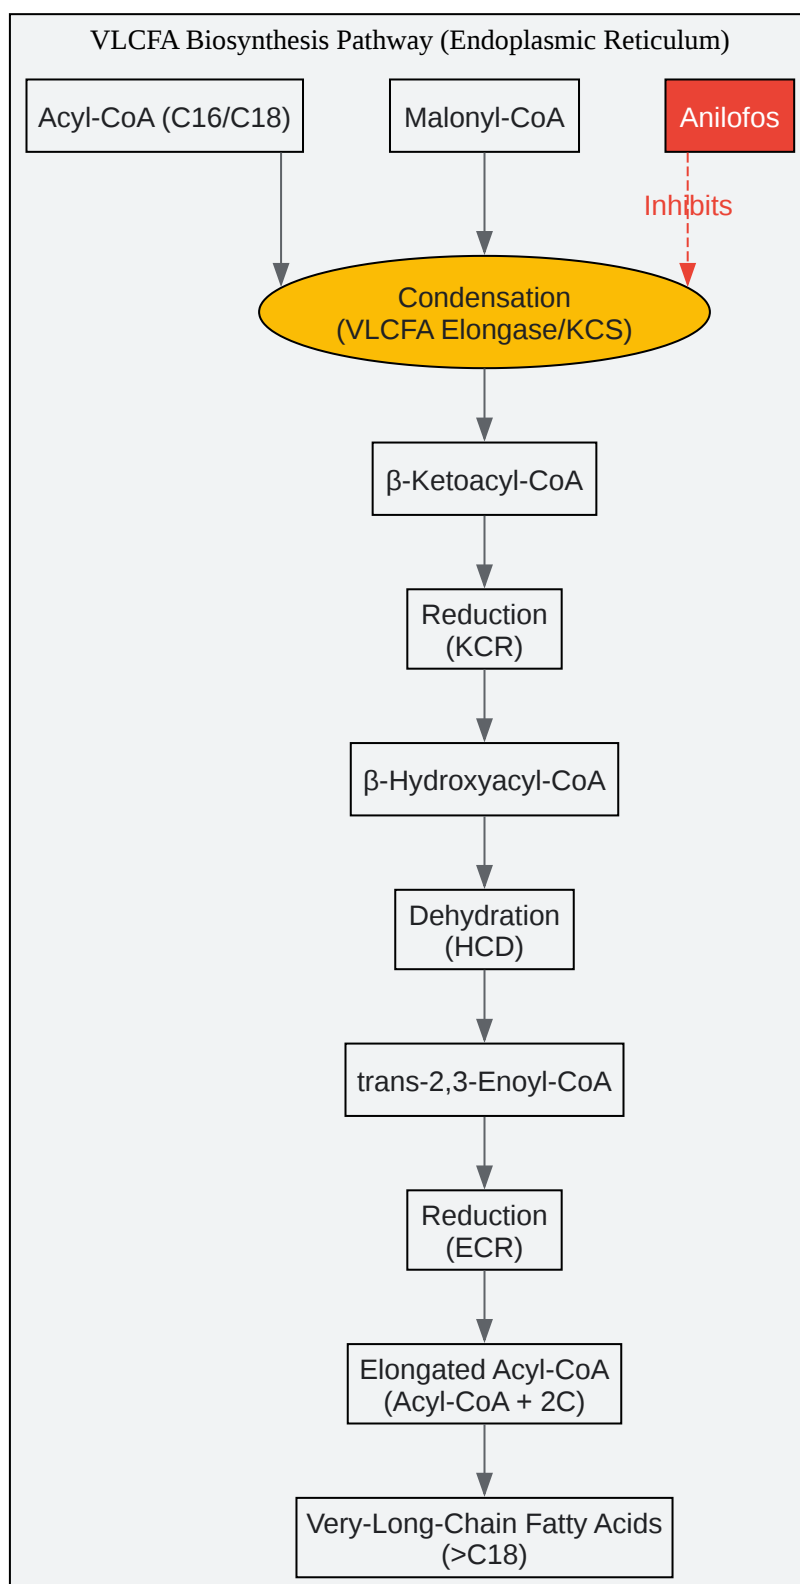 VLCFA Biosynthesis Pathway (Endoplasmic Reticulum)
Acyl-CoA (C16/C18)
Malonyl-CoA
Anilofos
Inhibits
Condensation
(VLCFA Elongase/KCS)
β-Ketoacyl-CoA
Reduction
(KCR)
β-Hydroxyacyl-CoA
Dehydration
(HCD)
trans-2,3-Enoyl-CoA
Reduction
(ECR)
Elongated Acyl-CoA
(Acyl-CoA + 2C)
Very-Long-Chain Fatty Acids
(>C18)